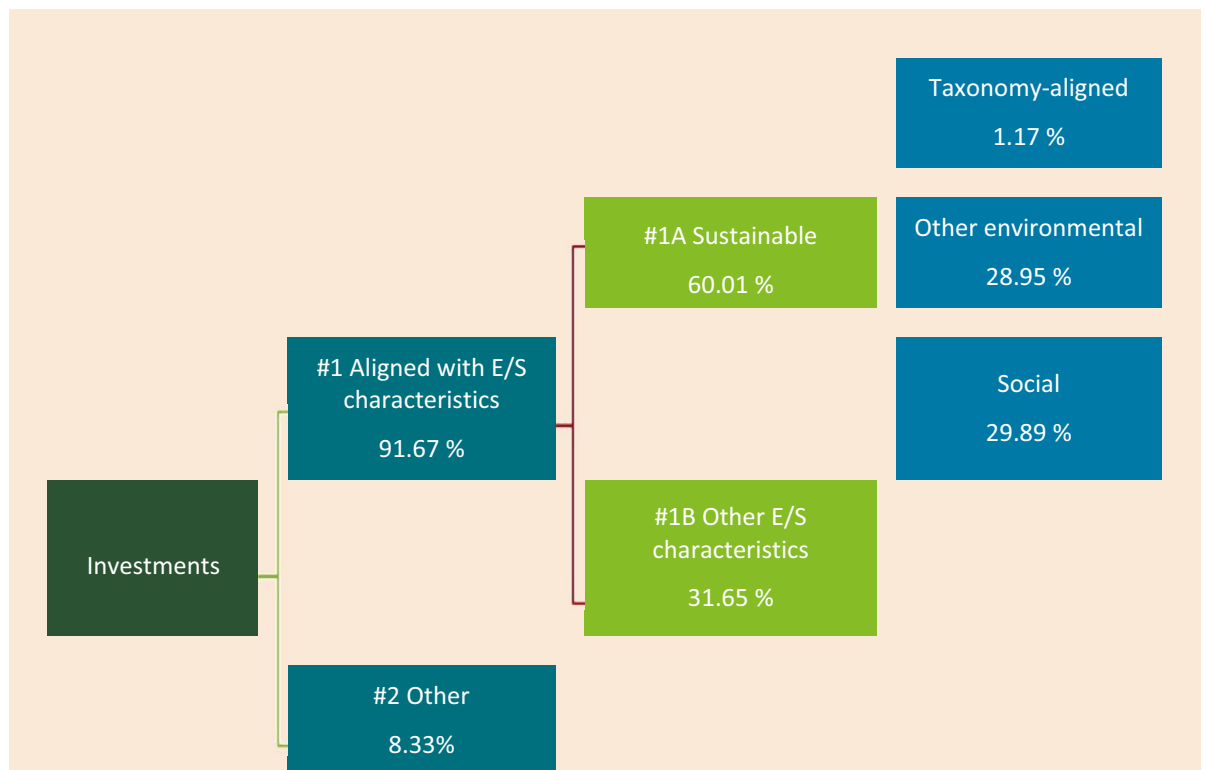 Taxonomy-aligned
1.17 %
#1A Sustainable
60.01 %
Other environmental
28.95 %
#1 Aligned with E/S
characteristics
91.67 %
Social
29.89 %
Investments
#1B Other E/S
characteristics
31.65 %
#2 Other
8.33%